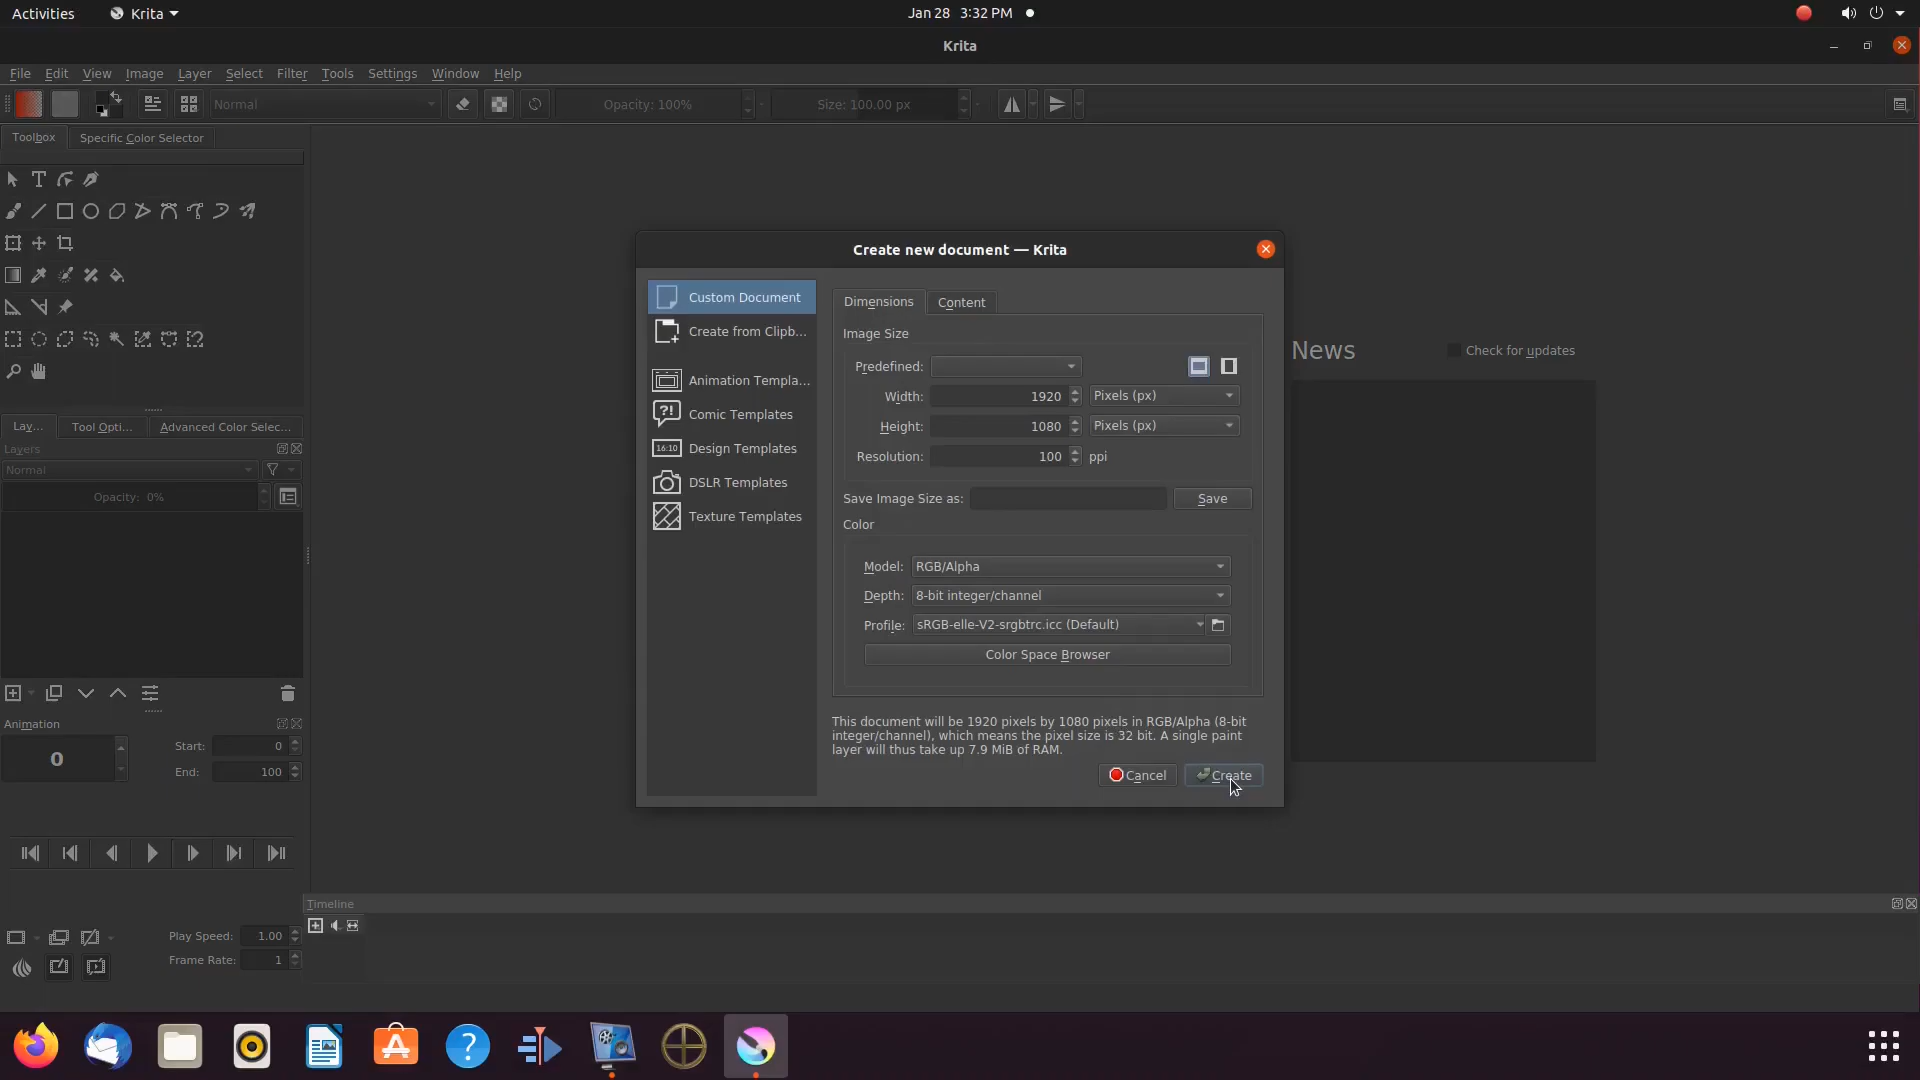 Activities
Krita
Jan 28 3:32 PM
Krita
File Edit View Image Layer Select Filter Tools Settings Window Help
Normal
Opacity: 100%
Size: 100.00 px
Toolbox
Specific Color Selector
Create new document — Krita
Custom Document
Create from Clipb...
Animation Templa...
Comic Templates
16:10 Design Templates
DSLR Templates
Texture Templates
Dimensions Content
Image Size
Predefined:
Width: 1920 Pixels (px)
Height: 1080 Pixels (px)
Resolution: 100 ppi
Save Image Size as: Save
Color
Model: RGB/Alpha
Depth: 8-bit integer/channel
Profile: sRGB-elle-V2-srgbtrc.icc (Default)
Color Space Browser
This document will be 1920 pixels by 1080 pixels in RGB/Alpha (8-bit
integer/channel), which means the pixel size is 32 bit. A single paint
layer will thus take up 7.9 MiB of RAM.
Cancel Create
News
Check for updates
Lay... Tool Opti... Advanced Color Selec...
Layers
Normal
Opacity: 0%
Animation
0
Start: 0
End: 100
Play Speed: 1.00
Frame Rate: 1
Timeline